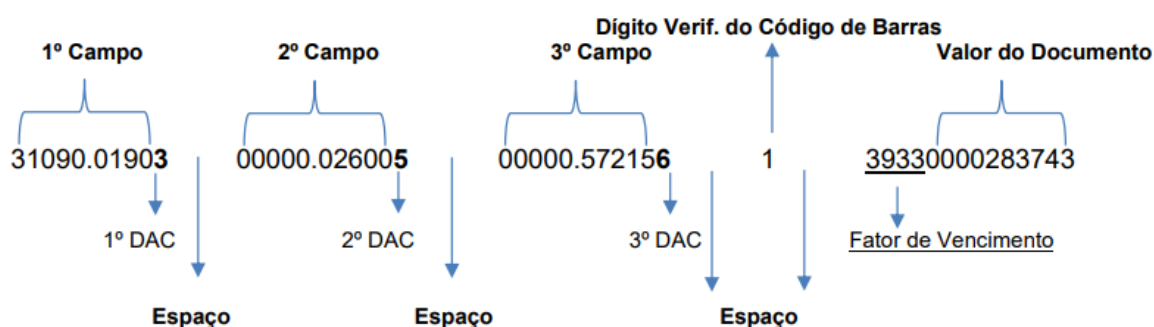 Dígito Verif. do Código de Barras
1º Campo 2º Campo 3º Campo Valor do Documento
31090.01903 00000.026005 00000.572156 1 39330000283743
1º DAC 2º DAC 3º DAC Fator de Vencimento
Espaço Espaço Espaço